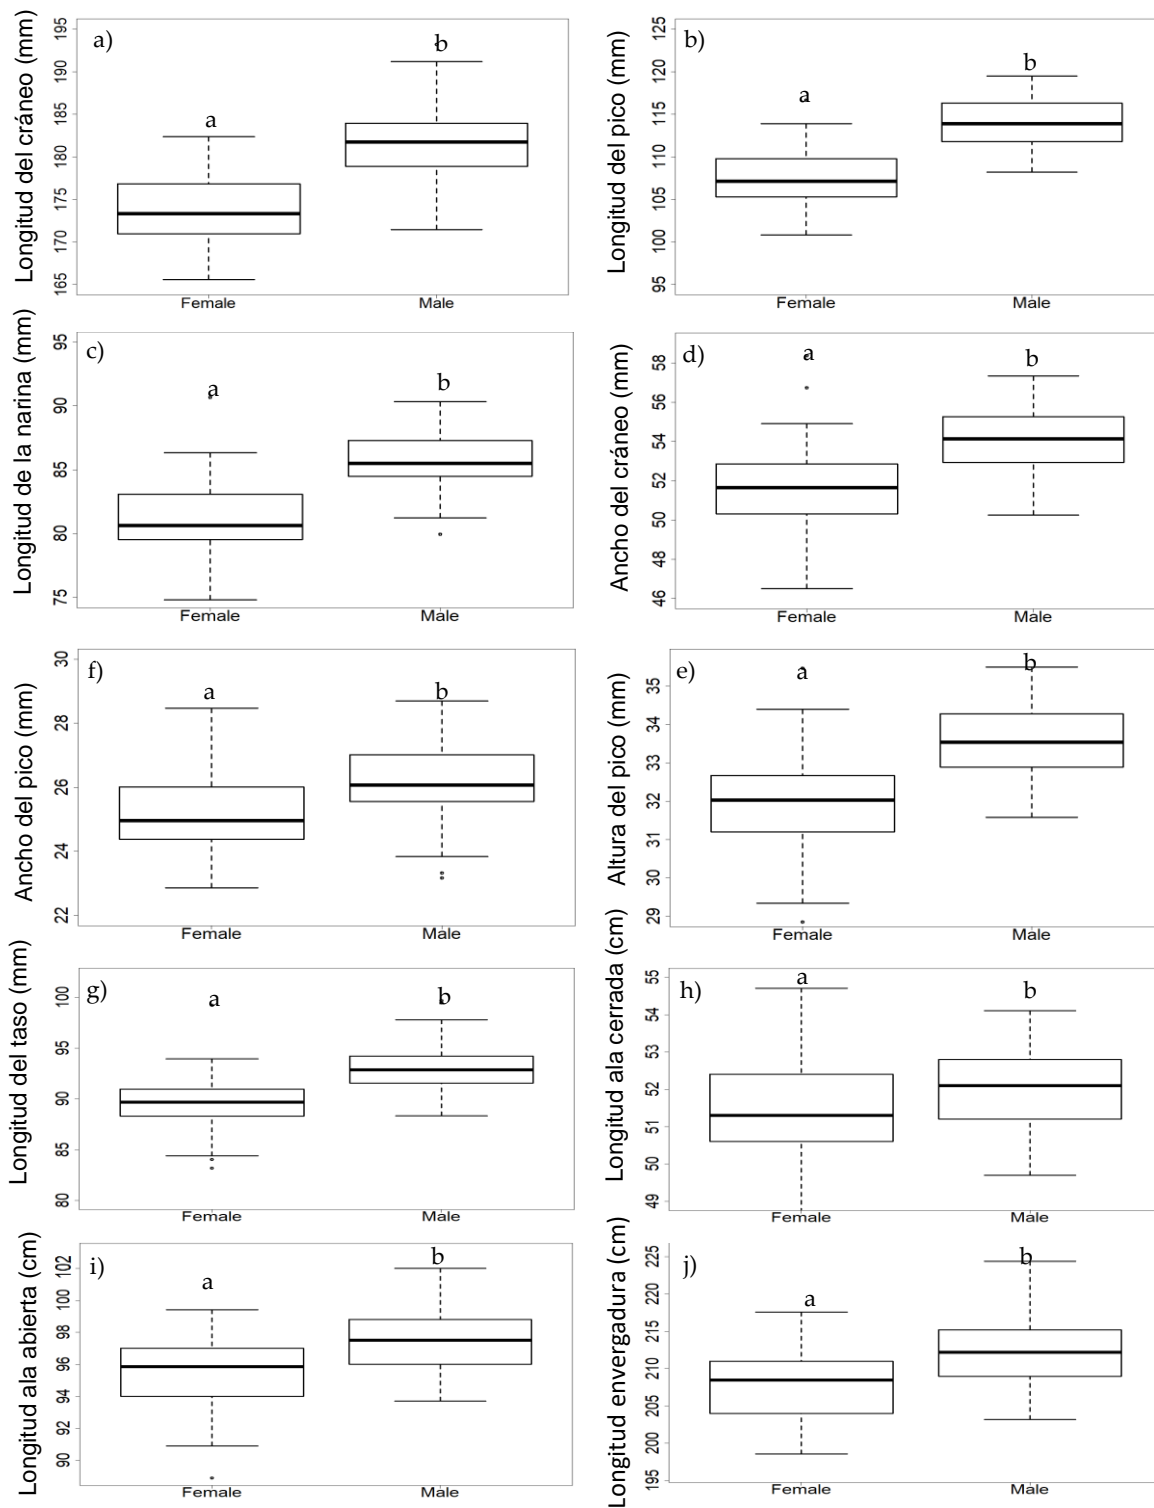 a)
Longitud del cráneo (mm)
195
190
185
180
175
170
165
a
b
Female
Male
b)
Longitud del pico (mm)
125
120
115
110
105
100
95
a
b
Female
Male
c)
Longitud de la narina (mm)
95
90
85
80
75
a
b
Female
Male
d)
Ancho del cráneo (mm)
58
56
54
52
50
48
46
a
b
Female
Male
f)
Ancho del pico (mm)
30
28
26
24
22
a
b
Female
Male
e)
Altura del pico (mm)
35
34
33
32
31
30
29
a
b
Female
Male
g)
Longitud del taso (mm)
100
95
90
85
80
a
b
Female
Male
h)
Longitud ala cerrada (cm)
55
54
53
52
51
50
49
a
b
Female
Male
i)
Longitud ala abierta (cm)
102
100
98
96
94
92
90
a
b
Female
Male
j)
Longitud envergadura (cm)
225
220
215
210
205
200
195
a
b
Female
Male